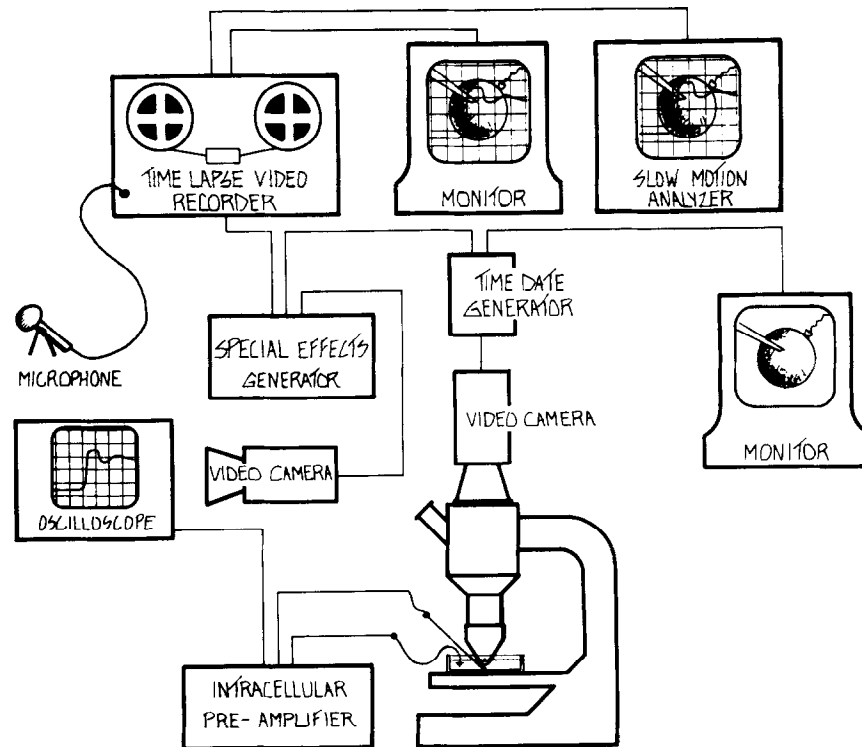 TIME LAPSE VIDEO
RECORDER
MONITOR
SLOW MOTION
ANALYZER
MICROPHONE
SPECIAL EFFECTS
GENERATOR
TIME DATE
GENERATOR
VIDEO CAMERA
MONITOR
OSCILLOSCOPE
VIDEO CAMERA
INTRACELLULAR
PRE-AMPLIFIER